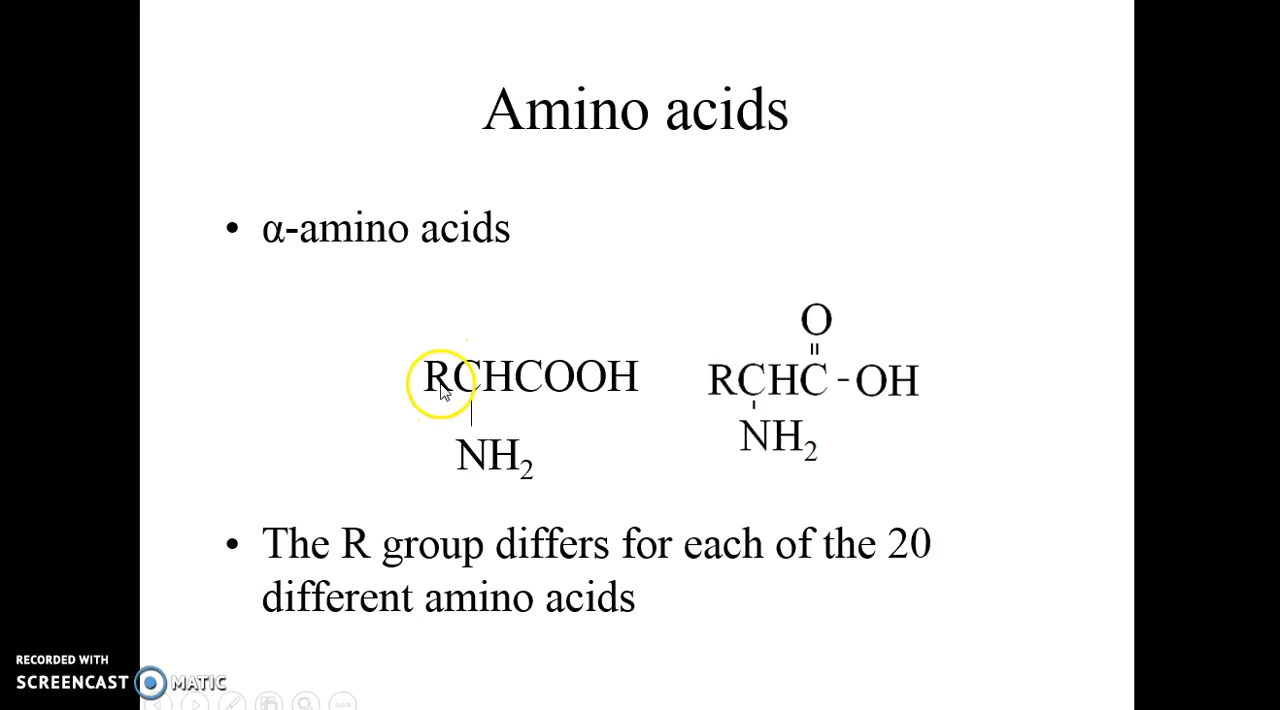 Amino acids
• α-amino acids
O
RCHCOOH RCHC-OH
NH₂ NH₂
• The R group differs for each of the 20
different amino acids
RECORDED WITH
SCREENCAST MATIC